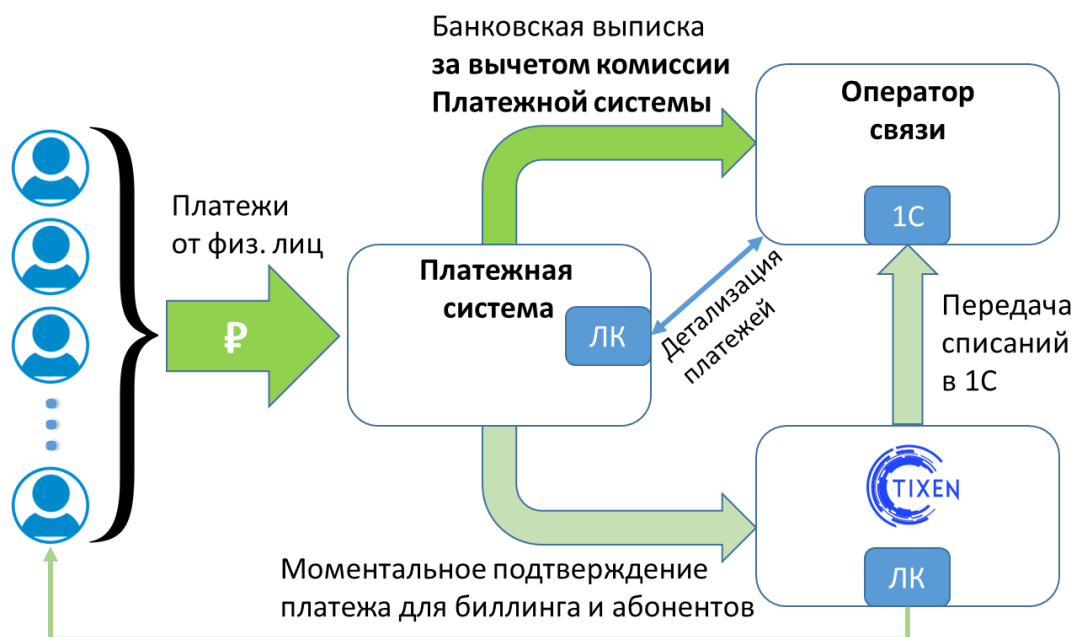 Банковская выписка
за вычетом комиссии
Платежной системы
Оператор
связи
1С
Платежи
от физ. лиц
₽
Платежная
система
ЛК
Детализация
платежей
Передача
списаний
в 1С
TIXEN
ЛК
Моментальное подтверждение
платежа для биллинга и абонентов